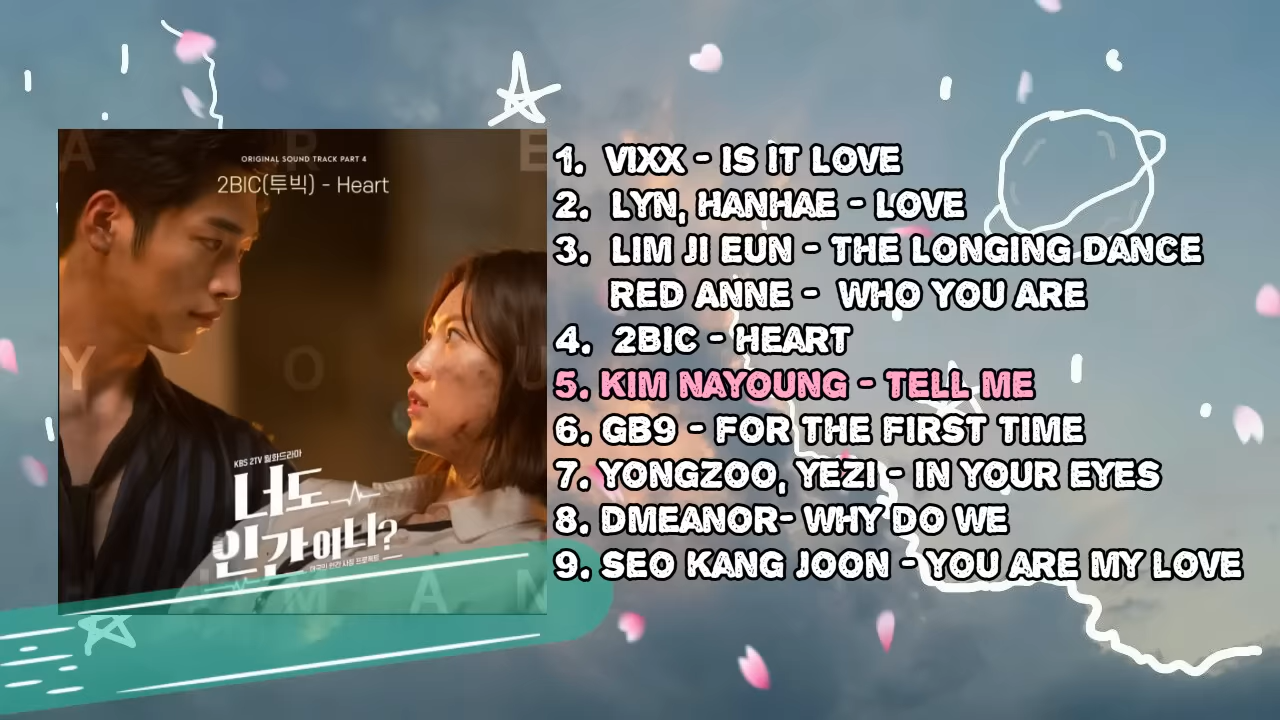 ORIGINAL SOUND TRACK PART 4
2BIC(투빅) - Heart
A R E
Y O U
H U M A N
KBS 2TV 월화드라마
너도
인간이니?
1. VIXX - IS IT LOVE
2. LYN, HANHAE - LOVE
3. LIM JI EUN - THE LONGING DANCE
RED ANNE - WHO YOU ARE
4. 2BIC - HEART
5. KIM NAYOUNG - TELL ME
6. GB9 - FOR THE FIRST TIME
7. YONGZOO, YEZI - IN YOUR EYES
8. DMEANOR- WHY DO WE
9. SEO KANG JOON - YOU ARE MY LOVE